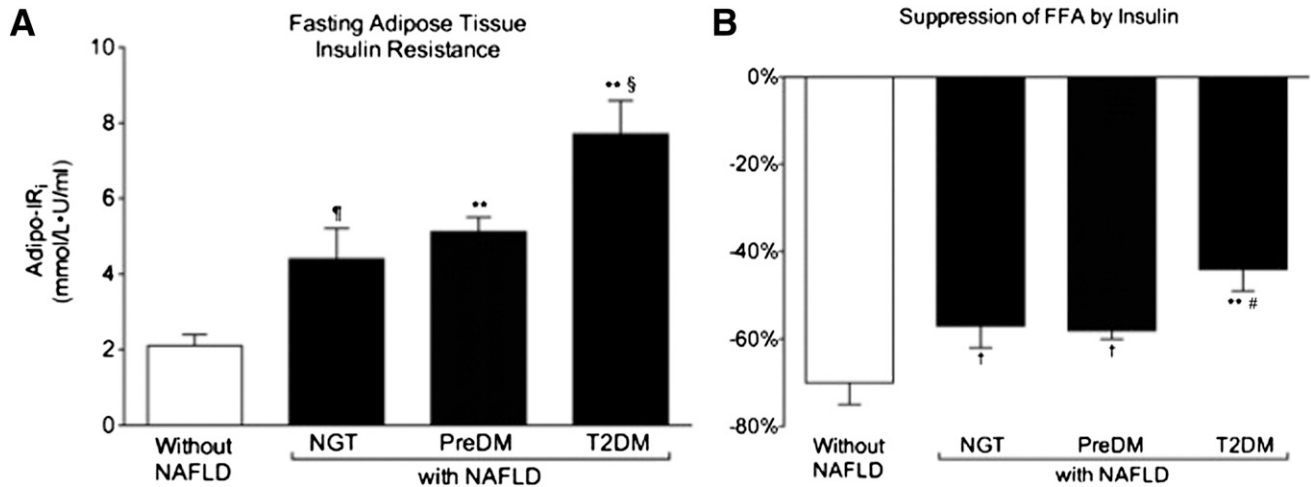 A
Fasting Adipose Tissue
Insulin Resistance
Adipo-IRi
(mmol/L•U/ml)
10
8
6
4
2
0
¶
**
** §
Without
NAFLD
NGT
PreDM
T2DM
with NAFLD
B
Suppression of FFA by Insulin
0%
-20%
-40%
-60%
-80%
†
†
** #
Without
NAFLD
NGT
PreDM
T2DM
with NAFLD